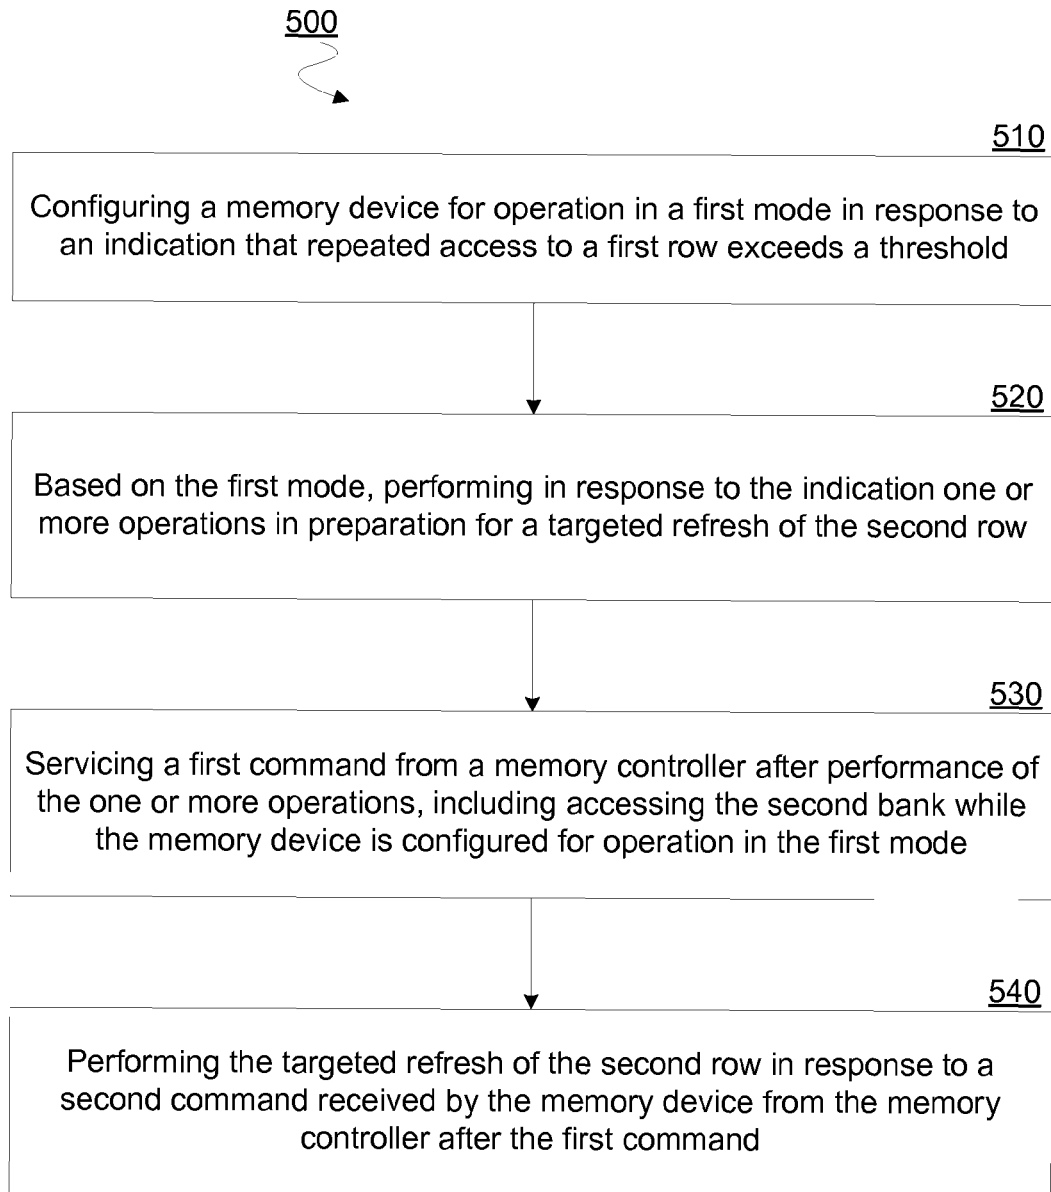 500
510
Configuring a memory device for operation in a first mode in response to
an indication that repeated access to a first row exceeds a threshold
520
Based on the first mode, performing in response to the indication one or
more operations in preparation for a targeted refresh of the second row
530
Servicing a first command from a memory controller after performance of
the one or more operations, including accessing the second bank while
the memory device is configured for operation in the first mode
540
Performing the targeted refresh of the second row in response to a
second command received by the memory device from the memory
controller after the first command